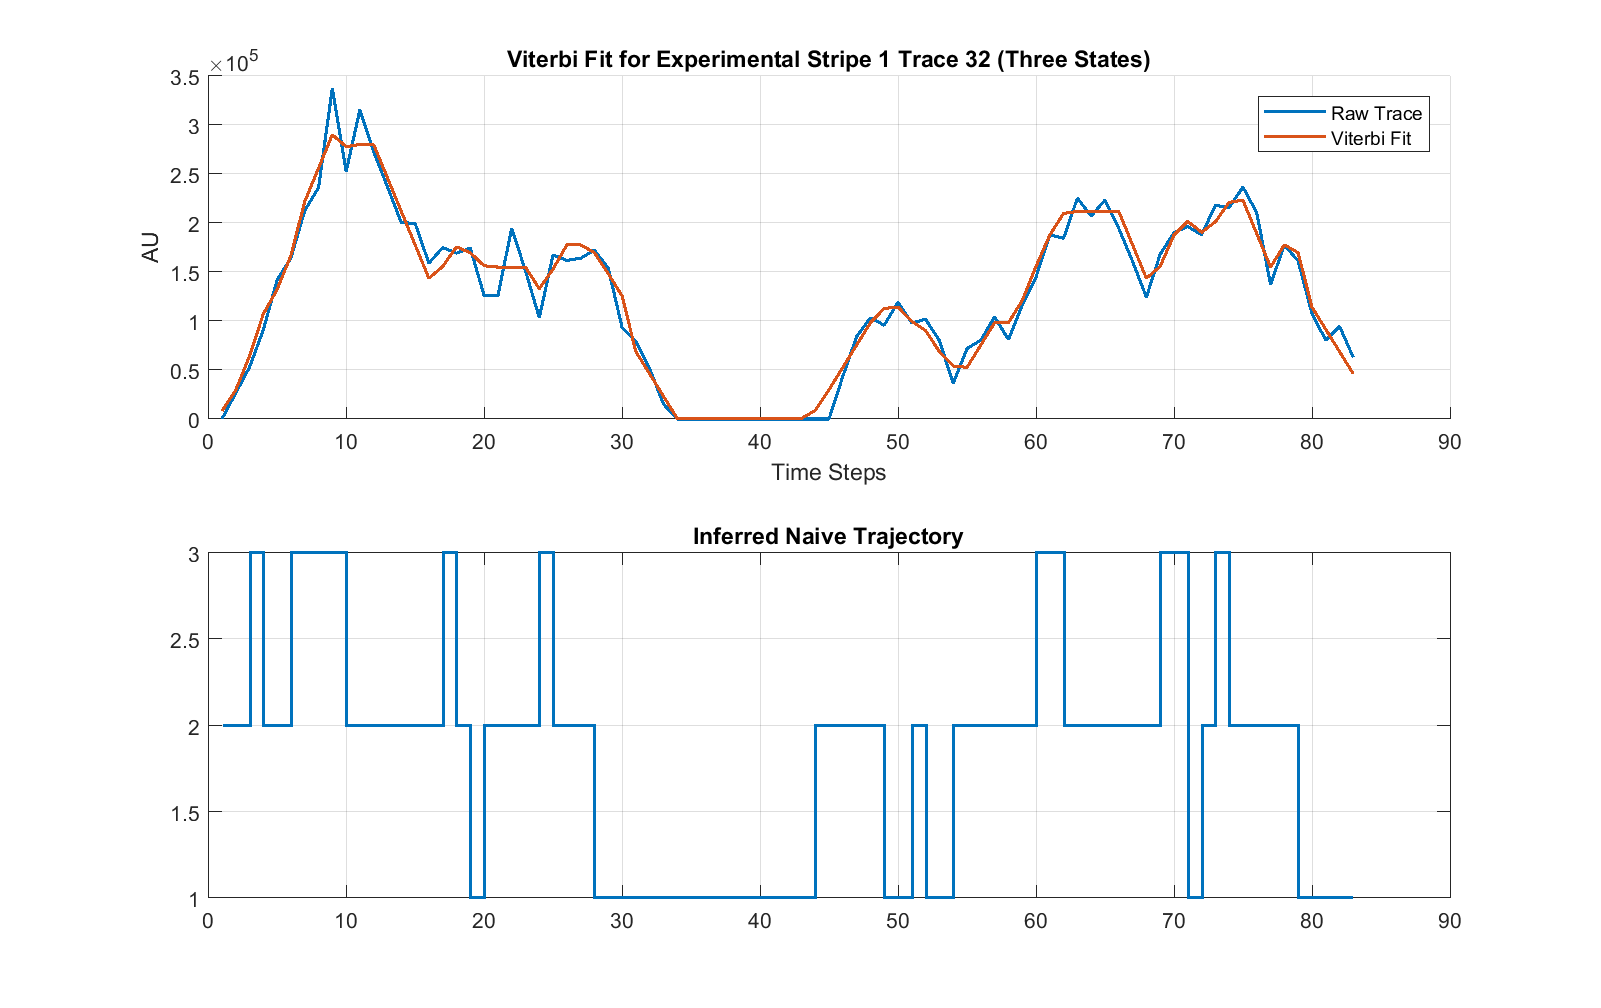 Viterbi Fit for Experimental Stripe 1 Trace 32 (Three States)
×10^5
3.5
3
2.5
2
1.5
1
0.5
0
AU
Raw Trace
Viterbi Fit
0 10 20 30 40 50 60 70 80 90
Time Steps
Inferred Naive Trajectory
3
2.5
2
1.5
1
0 10 20 30 40 50 60 70 80 90